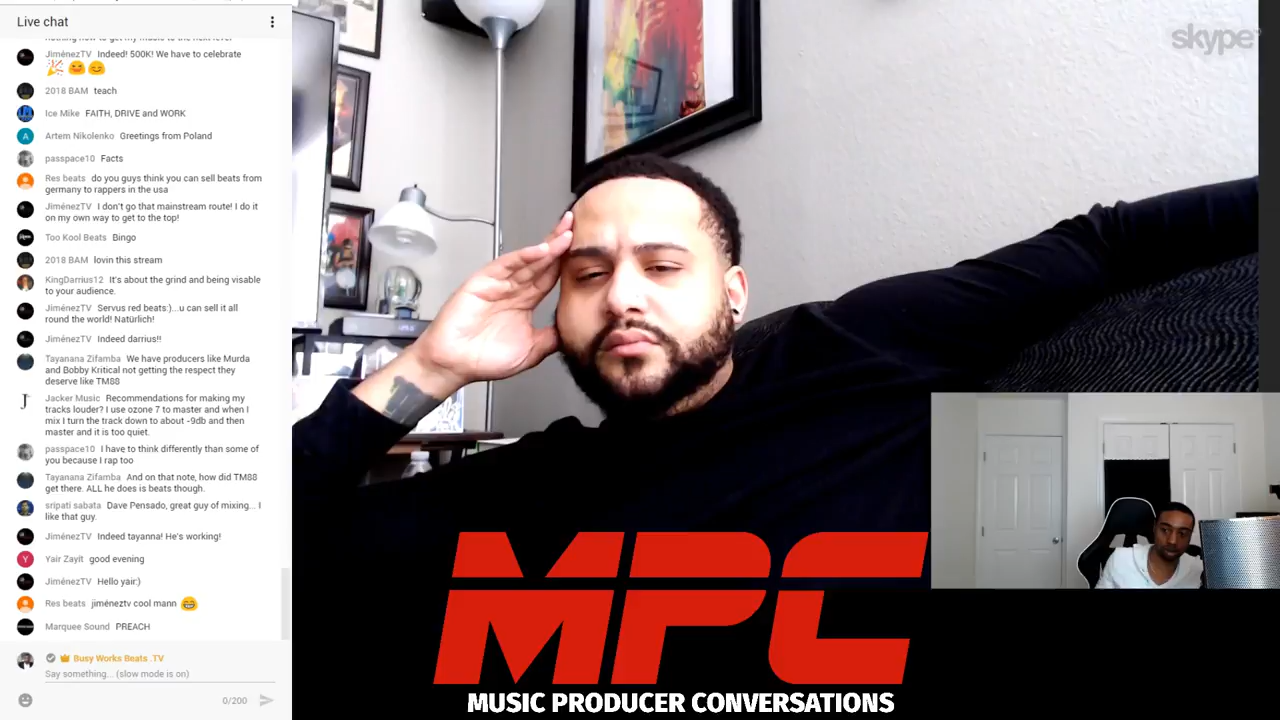 Live chat
nothing now to get my music to the next level
JiménezTV Indeed! 500K! We have to celebrate
2018 BAM teach
Ice Mike FAITH, DRIVE and WORK
A Artem Nikolenko Greetings from Poland
passpace10 Facts
Res beats do you guys think you can sell beats from
germany to rappers in the usa
JiménezTV I don't go that mainstream route! I do it
on my own way to get to the top!
Too Kool Beats Bingo
2018 BAM lovin this stream
KingDarrius12 It's about the grind and being visable
to your audience.
JiménezTV Servus red beats:)...u can sell it all
round the world! Natürlich!
JiménezTV Indeed darrius!!
Tayanana Zifamba We have producers like Murda
and Bobby Kritical not getting the respect they
deserve like TM88
Jacker Music Recommendations for making my
tracks louder? I use ozone 7 to master and when I
mix I turn the track down to about -9db and then
master and it is too quiet.
passpace10 I have to think differently than some of
you because I rap too
Tayanana Zifamba And on that note, how did TM88
get there. ALL he does is beats though.
sripati sabata Dave Pensado, great guy of mixing... I
like that guy.
JiménezTV Indeed tayanna! He's working!
Y Yair Zayit good evening
JiménezTV Hello yair:)
Res beats jiméneztv cool mann
Marquee Sound PREACH
Busy Works Beats .TV
Say something... (slow mode is on)
0/200
skype
MPC
MUSIC PRODUCER CONVERSATIONS